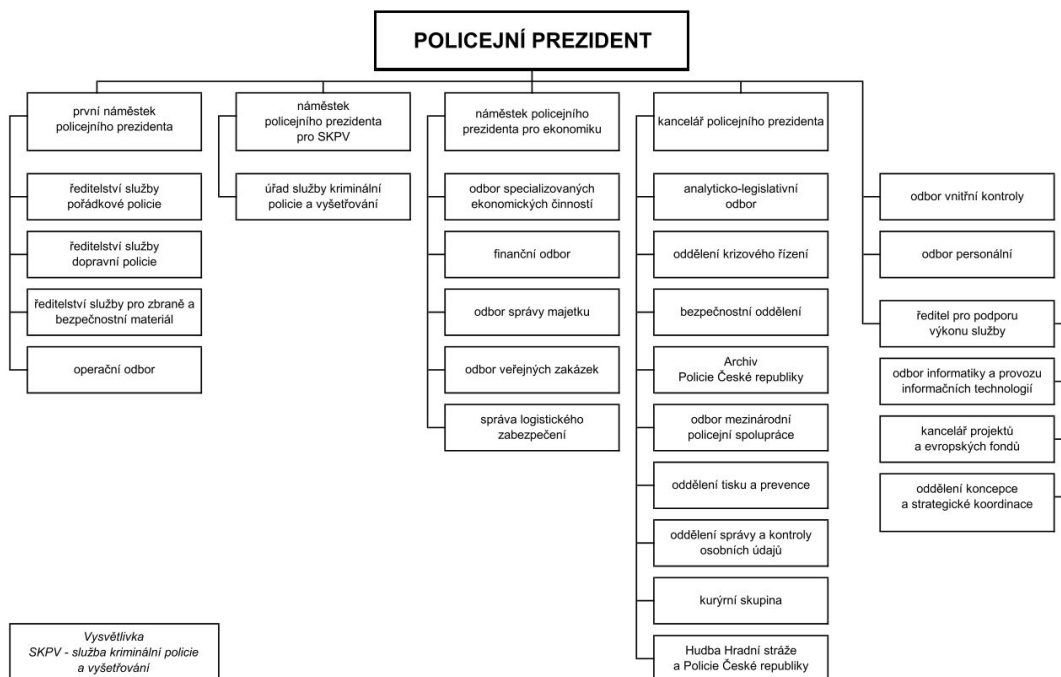 POLICEJNÍ PREZIDENT
první náměstek
policejního prezidenta
ředitelství služby
pořádkové policie
ředitelství služby
dopravní policie
ředitelství služby pro zbraně a
bezpečnostní materiál
operační odbor
náměstek
policejního prezidenta
pro SKPV
úřad služby kriminální
policie a vyšetřování
náměstek policejního
prezidenta pro ekonomiku
odbor specializovaných
ekonomických činností
finanční odbor
odbor správy majetku
odbor veřejných zakázek
správa logistického
zabezpečení
kancelář policejního prezidenta
analyticko-legislativní
odbor
oddělení krizového řízení
bezpečnostní oddělení
Archiv
Policie České republiky
odbor mezinárodní
policejní spolupráce
oddělení tisku a prevence
oddělení správy a kontroly
osobních údajů
kurýrní skupina
Hudba Hradní stráže
a Policie České republiky
odbor vnitřní kontroly
odbor personální
ředitel pro podporu
výkonu služby
odbor informatiky a provozu
informačních technologií
kancelář projektů
a evropských fondů
oddělení koncepce
a strategické koordinace
Vysvětlivka
SKPV - služba kriminální policie
a vyšetřování